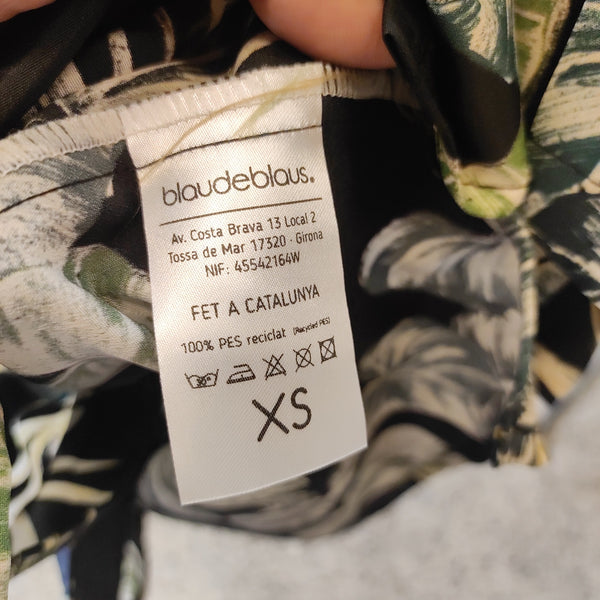 blaudeblaus®
Av. Costa Brava 13 Local 2
Tossa de Mar 17320 · Girona
NIF: 45542164W
FET A CATALUNYA
100% PES reciclat (Recycled PES)
30°
XS